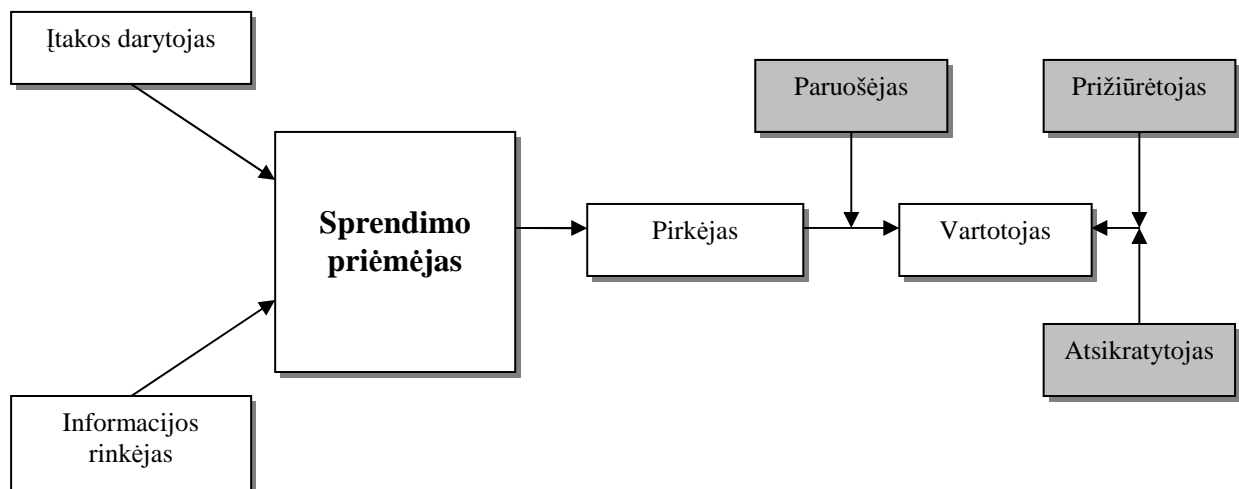 Įtakos darytojas
Paruošėjas
Prižiūrėtojas
Sprendimo
priėmėjas
Pirkėjas
Vartotojas
Atsikratytojas
Informacijos
rinkėjas